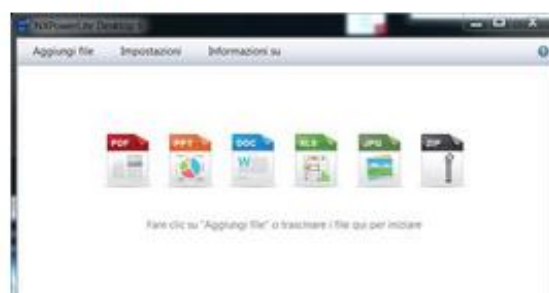 NXPowerLite Desktop
Aggiungi file Impostazioni Informazioni su
PDF PPT DOC XLS JPG ZIP
W
Fare clic su "Aggiungi file" o trascinare i file qui per iniziare